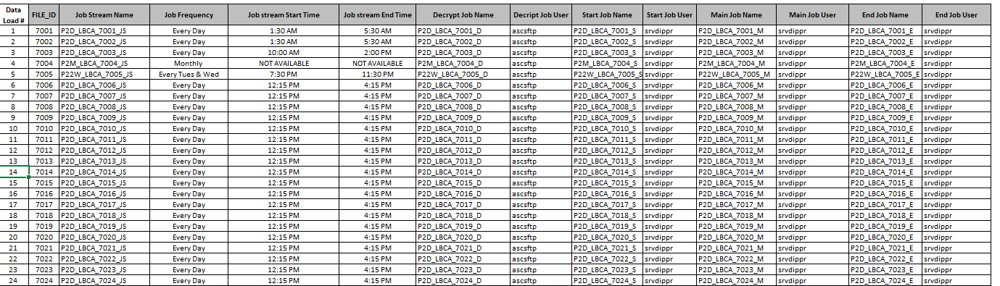 Data Load # FILE_ID Job Stream Name Job Frequency Job stream Start Time Job stream End Time Decrypt Job Name Decript Job User Start Job Name Start Job User Main Job Name Main Job User End Job Name End Job User
1 7001 P2D_LBCA_7001_JS Every Day 1:30 AM 5:30 AM P2D_LBCA_7001_D ascsftp P2D_LBCA_7001_S srvdippr P2D_LBCA_7001_M srvdippr P2D_LBCA_7001_E srvdippr
2 7002 P2D_LBCA_7002_JS Every Day 1:30 AM 5:30 AM P2D_LBCA_7002_D ascsftp P2D_LBCA_7002_S srvdippr P2D_LBCA_7002_M srvdippr P2D_LBCA_7002_E srvdippr
3 7003 P2D_LBCA_7003_JS Every Day 10:00 AM 2:00 PM P2D_LBCA_7003_D ascsftp P2D_LBCA_7003_S srvdippr P2D_LBCA_7003_M srvdippr P2D_LBCA_7003_E srvdippr
4 7004 P2M_LBCA_7004_JS Monthly NOT AVAILABLE NOT AVAILABLE P2M_LBCA_7004_D ascsftp P2M_LBCA_7004_S srvdippr P2M_LBCA_7004_M srvdippr P2M_LBCA_7004_E srvdippr
5 7005 P22W_LBCA_7005_JS Every Tues & Wed 7:30 PM 11:30 PM P22W_LBCA_7005_D ascsftp P22W_LBCA_7005_S srvdippr P22W_LBCA_7005_M srvdippr P22W_LBCA_7005_E srvdippr
6 7006 P2D_LBCA_7006_JS Every Day 12:15 PM 4:15 PM P2D_LBCA_7006_D ascsftp P2D_LBCA_7006_S srvdippr P2D_LBCA_7006_M srvdippr P2D_LBCA_7006_E srvdippr
7 7007 P2D_LBCA_7007_JS Every Day 12:15 PM 4:15 PM P2D_LBCA_7007_D ascsftp P2D_LBCA_7007_S srvdippr P2D_LBCA_7007_M srvdippr P2D_LBCA_7007_E srvdippr
8 7008 P2D_LBCA_7008_JS Every Day 12:15 PM 4:15 PM P2D_LBCA_7008_D ascsftp P2D_LBCA_7008_S srvdippr P2D_LBCA_7008_M srvdippr P2D_LBCA_7008_E srvdippr
9 7009 P2D_LBCA_7009_JS Every Day 12:15 PM 4:15 PM P2D_LBCA_7009_D ascsftp P2D_LBCA_7009_S srvdippr P2D_LBCA_7009_M srvdippr P2D_LBCA_7009_E srvdippr
10 7010 P2D_LBCA_7010_JS Every Day 12:15 PM 4:15 PM P2D_LBCA_7010_D ascsftp P2D_LBCA_7010_S srvdippr P2D_LBCA_7010_M srvdippr P2D_LBCA_7010_E srvdippr
11 7011 P2D_LBCA_7011_JS Every Day 12:15 PM 4:15 PM P2D_LBCA_7011_D ascsftp P2D_LBCA_7011_S srvdippr P2D_LBCA_7011_M srvdippr P2D_LBCA_7011_E srvdippr
12 7012 P2D_LBCA_7012_JS Every Day 12:15 PM 4:15 PM P2D_LBCA_7012_D ascsftp P2D_LBCA_7012_S srvdippr P2D_LBCA_7012_M srvdippr P2D_LBCA_7012_E srvdippr
13 7013 P2D_LBCA_7013_JS Every Day 12:15 PM 4:15 PM P2D_LBCA_7013_D ascsftp P2D_LBCA_7013_S srvdippr P2D_LBCA_7013_M srvdippr P2D_LBCA_7013_E srvdippr
14 7014 P2D_LBCA_7014_JS Every Day 12:15 PM 4:15 PM P2D_LBCA_7014_D ascsftp P2D_LBCA_7014_S srvdippr P2D_LBCA_7014_M srvdippr P2D_LBCA_7014_E srvdippr
15 7015 P2D_LBCA_7015_JS Every Day 12:15 PM 4:15 PM P2D_LBCA_7015_D ascsftp P2D_LBCA_7015_S srvdippr P2D_LBCA_7015_M srvdippr P2D_LBCA_7015_E srvdippr
16 7016 P2D_LBCA_7016_JS Every Day 12:15 PM 4:15 PM P2D_LBCA_7016_D ascsftp P2D_LBCA_7016_S srvdippr P2D_LBCA_7016_M srvdippr P2D_LBCA_7016_E srvdippr
17 7017 P2D_LBCA_7017_JS Every Day 12:15 PM 4:15 PM P2D_LBCA_7017_D ascsftp P2D_LBCA_7017_S srvdippr P2D_LBCA_7017_M srvdippr P2D_LBCA_7017_E srvdippr
18 7018 P2D_LBCA_7018_JS Every Day 12:15 PM 4:15 PM P2D_LBCA_7018_D ascsftp P2D_LBCA_7018_S srvdippr P2D_LBCA_7018_M srvdippr P2D_LBCA_7018_E srvdippr
19 7019 P2D_LBCA_7019_JS Every Day 12:15 PM 4:15 PM P2D_LBCA_7019_D ascsftp P2D_LBCA_7019_S srvdippr P2D_LBCA_7019_M srvdippr P2D_LBCA_7019_E srvdippr
20 7020 P2D_LBCA_7020_JS Every Day 12:15 PM 4:15 PM P2D_LBCA_7020_D ascsftp P2D_LBCA_7020_S srvdippr P2D_LBCA_7020_M srvdippr P2D_LBCA_7020_E srvdippr
21 7021 P2D_LBCA_7021_JS Every Day 12:15 PM 4:15 PM P2D_LBCA_7021_D ascsftp P2D_LBCA_7021_S srvdippr P2D_LBCA_7021_M srvdippr P2D_LBCA_7021_E srvdippr
22 7022 P2D_LBCA_7022_JS Every Day 12:15 PM 4:15 PM P2D_LBCA_7022_D ascsftp P2D_LBCA_7022_S srvdippr P2D_LBCA_7022_M srvdippr P2D_LBCA_7022_E srvdippr
23 7023 P2D_LBCA_7023_JS Every Day 12:15 PM 4:15 PM P2D_LBCA_7023_D ascsftp P2D_LBCA_7023_S srvdippr P2D_LBCA_7023_M srvdippr P2D_LBCA_7023_E srvdippr
24 7024 P2D_LBCA_7024_JS Every Day 12:15 PM 4:15 PM P2D_LBCA_7024_D ascsftp P2D_LBCA_7024_S srvdippr P2D_LBCA_7024_M srvdippr P2D_LBCA_7024_E srvdippr